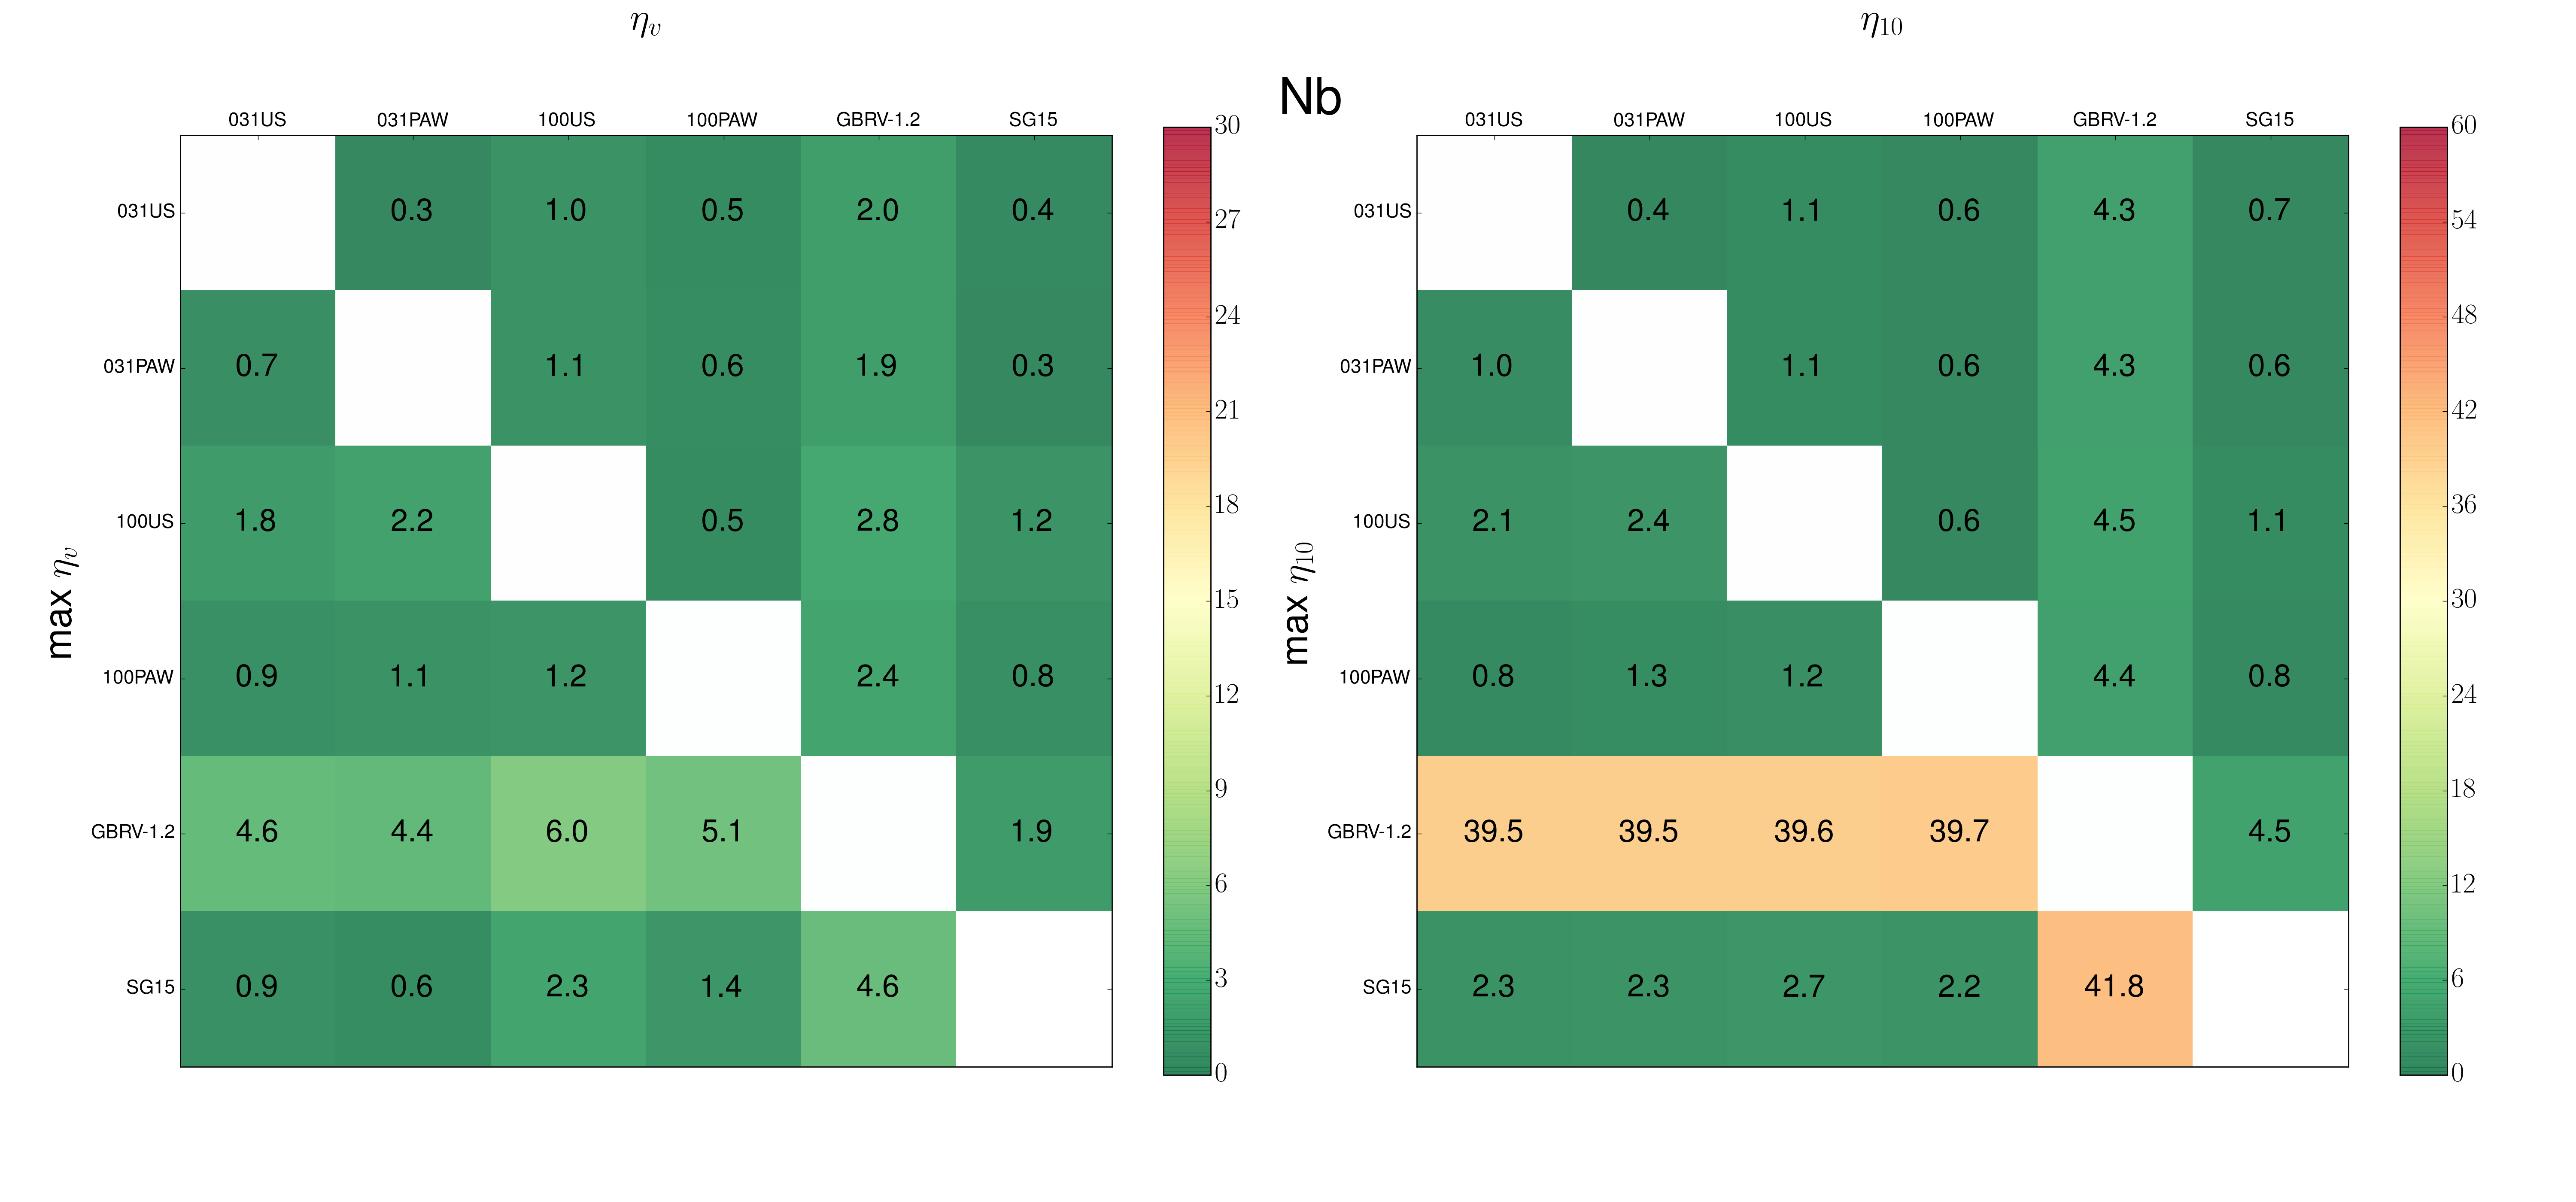 η_v
η_10
Nb
031US 031PAW 100US 100PAW GBRV-1.2 SG15
031US 0.3 1.0 0.5 2.0 0.4
031PAW 0.7 1.1 0.6 1.9 0.3
100US 1.8 2.2 0.5 2.8 1.2
100PAW 0.9 1.1 1.2 2.4 0.8
GBRV-1.2 4.6 4.4 6.0 5.1 1.9
SG15 0.9 0.6 2.3 1.4 4.6
max η_v
30
27
24
21
18
15
12
9
6
3
0
031US 031PAW 100US 100PAW GBRV-1.2 SG15
031US 0.4 1.1 0.6 4.3 0.7
031PAW 1.0 1.1 0.6 4.3 0.6
100US 2.1 2.4 0.6 4.5 1.1
100PAW 0.8 1.3 1.2 4.4 0.8
GBRV-1.2 39.5 39.5 39.6 39.7 4.5
SG15 2.3 2.3 2.7 2.2 41.8
max η_10
60
54
48
42
36
30
24
18
12
6
0